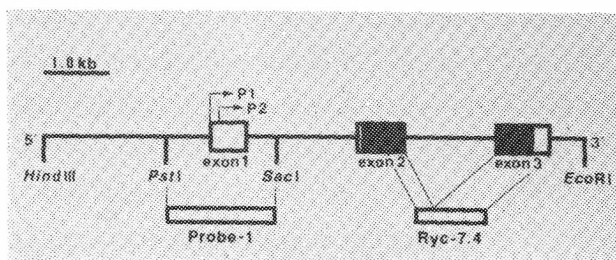 1.0 kb
P1
P2
5′
3′
exon 1
exon 2
exon 3
HindIII
PstI
SacI
EcoRI
Probe-1
Ryc-7.4